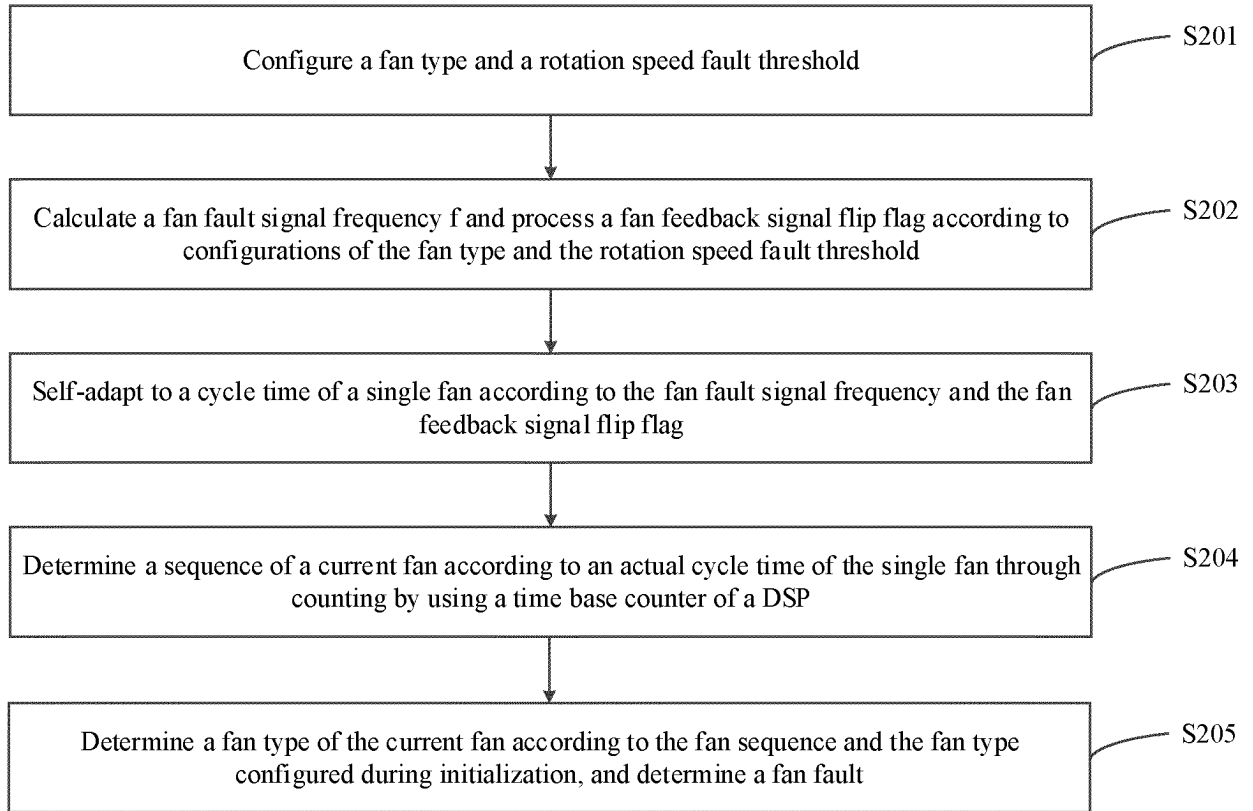 Configure a fan type and a rotation speed fault threshold
S201
Calculate a fan fault signal frequency f and process a fan feedback signal flip flag according to
configurations of the fan type and the rotation speed fault threshold
S202
Self-adapt to a cycle time of a single fan according to the fan fault signal frequency and the fan
feedback signal flip flag
S203
Determine a sequence of a current fan according to an actual cycle time of the single fan through
counting by using a time base counter of a DSP
S204
Determine a fan type of the current fan according to the fan sequence and the fan type
configured during initialization, and determine a fan fault
S205